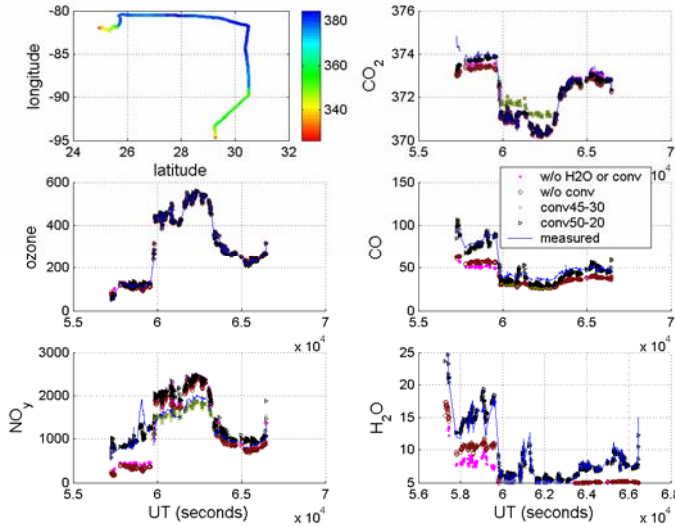 -80
-85
-90
-95
longitude
24 26 28 30 32
latitude
380
360
340
376
374
372
370
CO2
5.5 6 6.5 7
x 10^4
600
400
200
0
ozone
5.5 6 6.5 7
x 10^4
150
100
50
0
CO
w/o H2O or conv
w/o conv
conv45-30
conv50-20
measured
5.5 6 6.5 7
x 10^4
3000
2000
1000
0
NOy
5.5 6 6.5 7
UT (seconds)
x 10^4
25
20
15
10
5
H2O
5.6 5.8 6 6.2 6.4 6.6 6.8
UT (seconds)
x 10^4